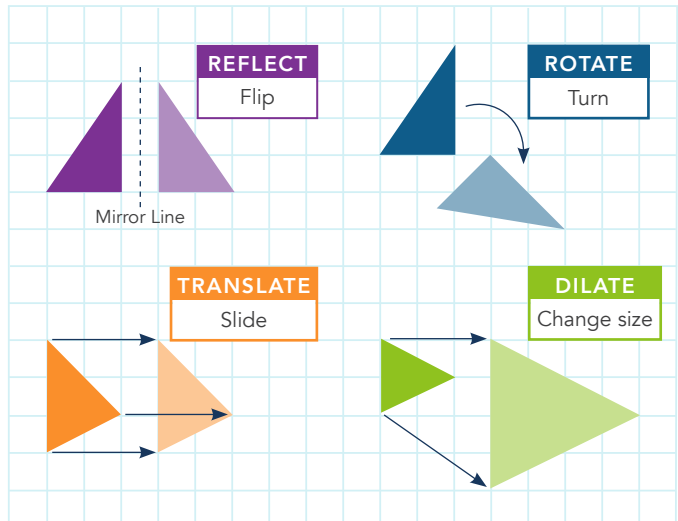 REFLECT
Flip
Mirror Line
ROTATE
Turn
TRANSLATE
Slide
DILATE
Change size